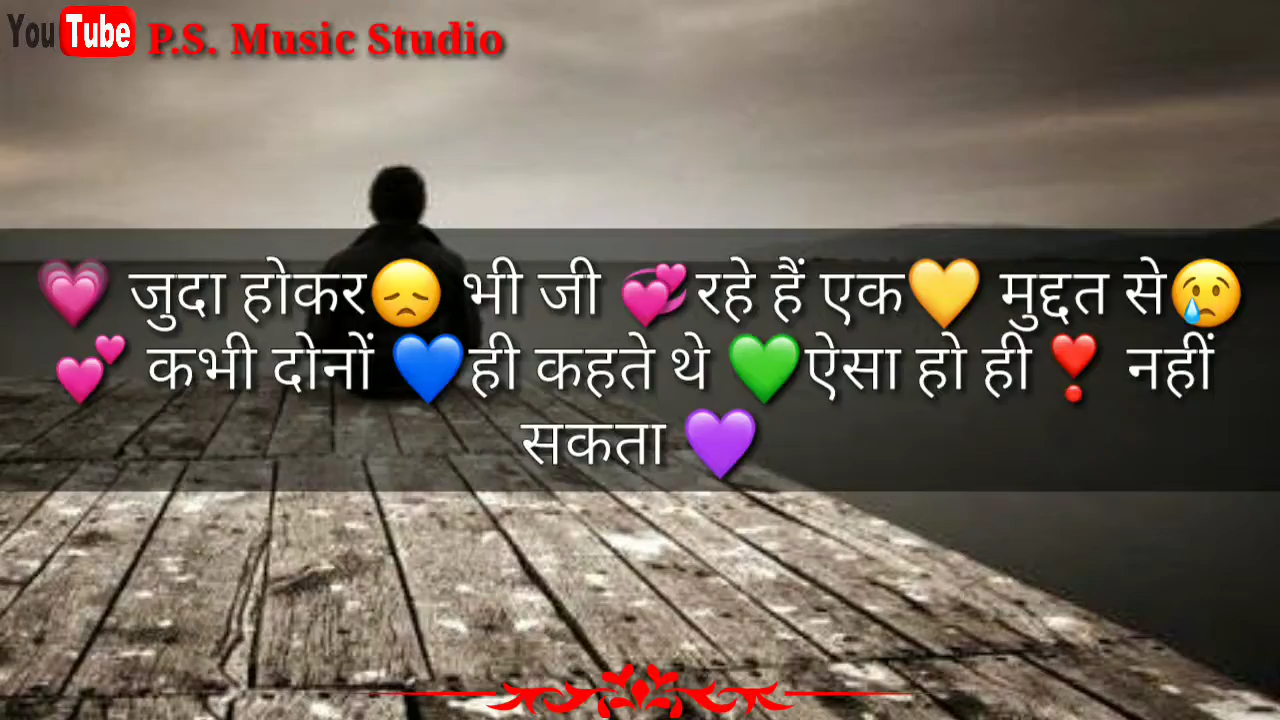 YouTube P.S. Music Studio
💗 जुदा होकर😞 भी जी 💞रहे हैं एक💛 मुद्दत से😢
💕 कभी दोनों 💙ही कहते थे 💚ऐसा हो ही❣️ नहीं
सकता 💜